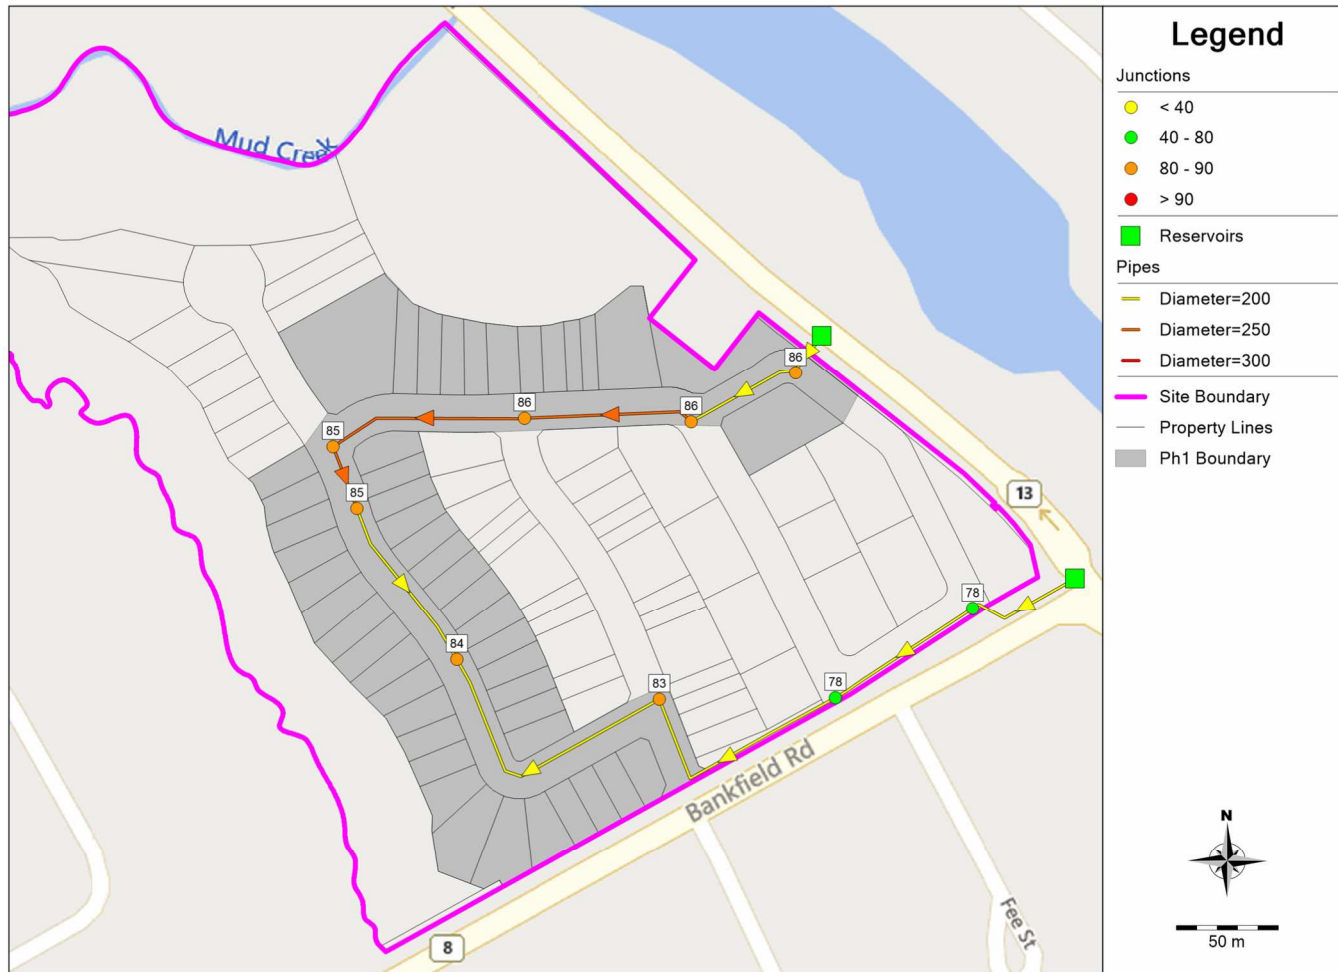 Legend
Junctions
< 40
40 - 80
80 - 90
> 90
Reservoirs
Pipes
Diameter=200
Diameter=250
Diameter=300
Site Boundary
Property Lines
Ph1 Boundary
Mud Creek
86
86
86
85
85
13
78
84
83
78
Bankfield Rd
8
Fee St
N
50 m